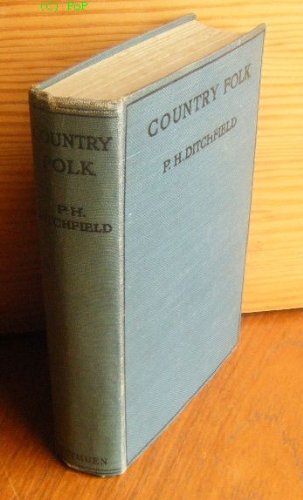 COUNTRY FOLK
P. H. DITCHFIELD
COUNTRY
FOLK
P. H.
DITCHFIELD
METHUEN